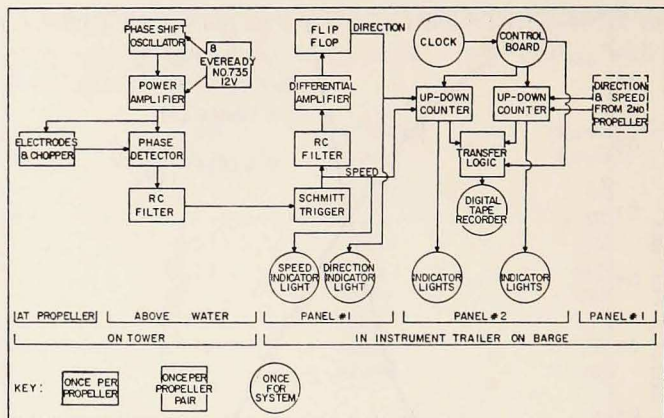 PHASE SHIFT
OSCILLATOR
8
EVEREADY
NO. 735
12V
POWER
AMPLIFIER
ELECTRODES
& CHOPPER
PHASE
DETECTOR
RC
FILTER
FLIP
FLOP
DIRECTION
DIFFERENTIAL
AMPLIFIER
RC
FILTER
SPEED
SCHMITT
TRIGGER
SPEED
INDICATOR
LIGHT
DIRECTION
INDICATOR
LIGHT
CLOCK
CONTROL
BOARD
UP-DOWN
COUNTER
UP-DOWN
COUNTER
DIRECTION
& SPEED
FROM 2ND
PROPELLER
TRANSFER
LOGIC
DIGITAL
TAPE
RECORDER
INDICATOR
LIGHTS
INDICATOR
LIGHTS
AT PROPELLER
ABOVE WATER
PANEL #1
PANEL #2
PANEL #1
ON TOWER
IN INSTRUMENT TRAILER ON BARGE
KEY:
ONCE PER
PROPELLER
ONCE PER
PROPELLER
PAIR
ONCE
FOR
SYSTEM